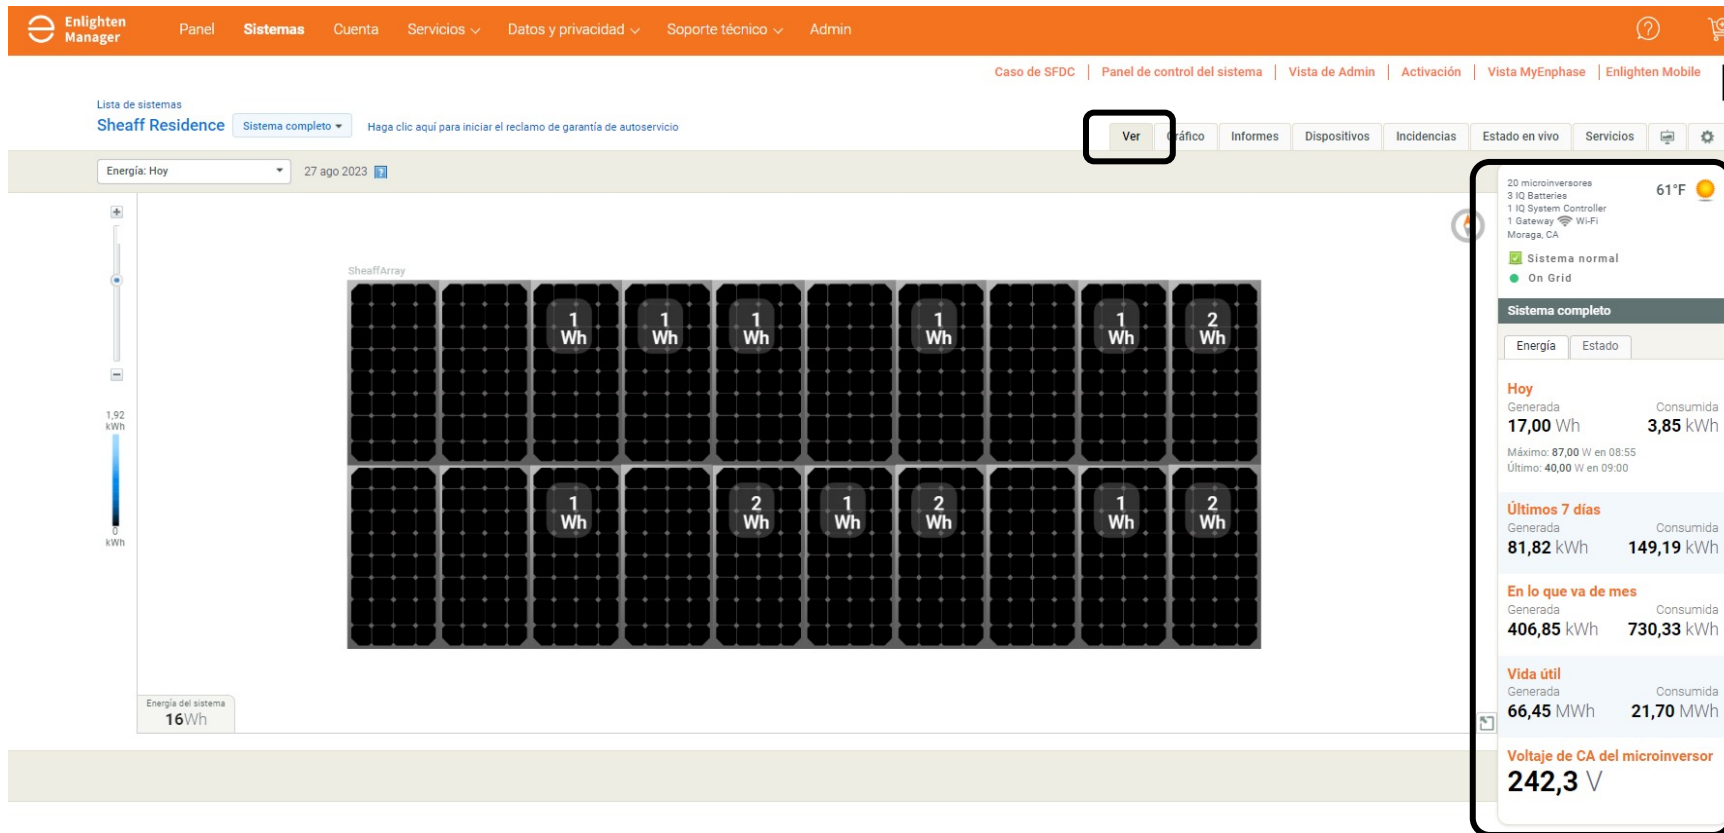 Enlighten
Manager
Panel Sistemas Cuenta Servicios Datos y privacidad Soporte técnico Admin
Caso de SFDC | Panel de control del sistema | Vista de Admin | Activación | Vista MyEnphase | Enlighten Mobile
Lista de sistemas
Sheaff Residence Sistema completo Haga clic aquí para iniciar el reclamo de garantía de autoservicio
Ver Gráfico Informes Dispositivos Incidencias Estado en vivo Servicios
Energía: Hoy 27 ago 2023 ?
20 microinversores
3 IQ Batteries
1 IQ System Controller
1 Gateway Wi-Fi
Moraga, CA
61°F
Sistema normal
On Grid
Sistema completo
Energía Estado
Hoy
Generada Consumida
17,00 Wh 3,85 kWh
Máximo: 87,00 W en 08:55
Último: 40,00 W en 09:00
Últimos 7 días
Generada Consumida
81,82 kWh 149,19 kWh
En lo que va de mes
Generada Consumida
406,85 kWh 730,33 kWh
Vida útil
Generada Consumida
66,45 MWh 21,70 MWh
Voltaje de CA del microinversor
242,3 V
SheaffArray
1 1 1 1 1 2
Wh Wh Wh Wh Wh Wh
1 2 1 2 1 2
Wh Wh Wh Wh Wh Wh
1,92
kWh
0
kWh
Energía del sistema
16Wh